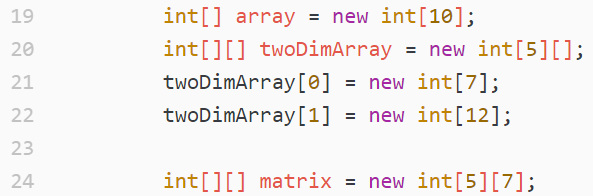 19 int[] array = new int[10];
20 int[][] twoDimArray = new int[5][];
21 twoDimArray[0] = new int[7];
22 twoDimArray[1] = new int[12];
23
24 int[][] matrix = new int[5][7];